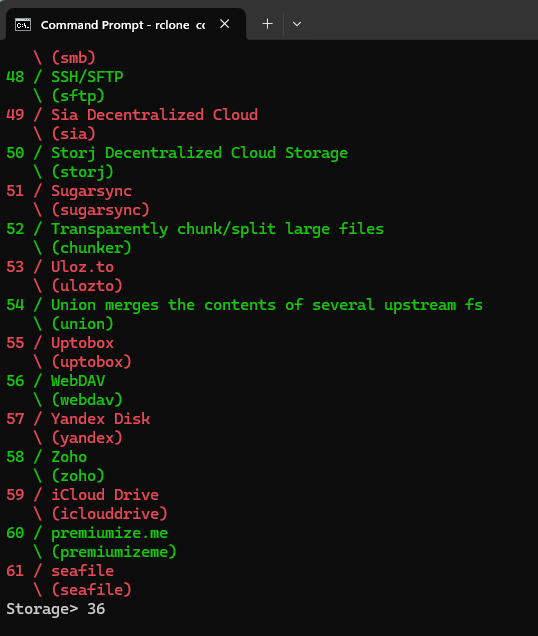 Command Prompt - rclone cc
\ (smb)
48 / SSH/SFTP
\ (sftp)
49 / Sia Decentralized Cloud
\ (sia)
50 / Storj Decentralized Cloud Storage
\ (storj)
51 / Sugarsync
\ (sugarsync)
52 / Transparently chunk/split large files
\ (chunker)
53 / Uloz.to
\ (ulozto)
54 / Union merges the contents of several upstream fs
\ (union)
55 / Uptobox
\ (uptobox)
56 / WebDAV
\ (webdav)
57 / Yandex Disk
\ (yandex)
58 / Zoho
\ (zoho)
59 / iCloud Drive
\ (iclouddrive)
60 / premiumize.me
\ (premiumizeme)
61 / seafile
\ (seafile)
Storage> 36